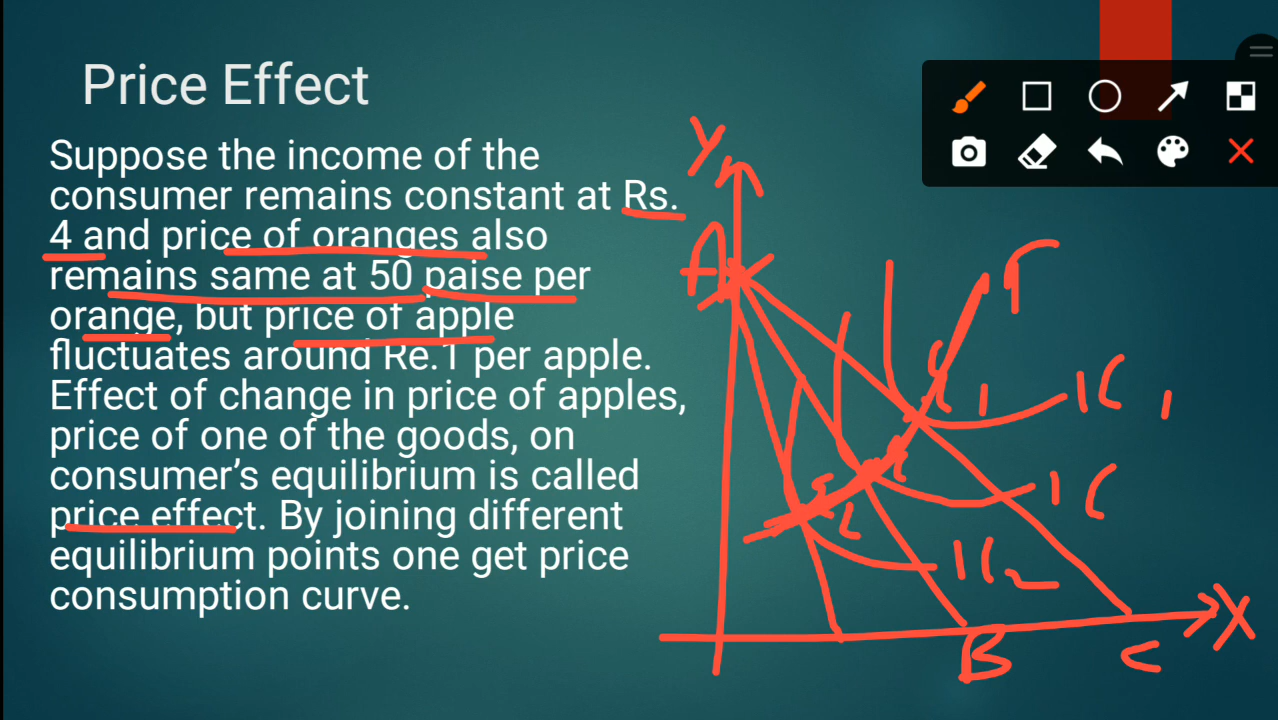 Price Effect
Suppose the income of the
consumer remains constant at Rs.
4 and price of oranges also
remains same at 50 paise per
orange, but price of apple
fluctuates around Re.1 per apple.
Effect of change in price of apples,
price of one of the goods, on
consumer’s equilibrium is called
price effect. By joining different
equilibrium points one get price
consumption curve.
Y
A
IC1
IC
IC2
X
B
C